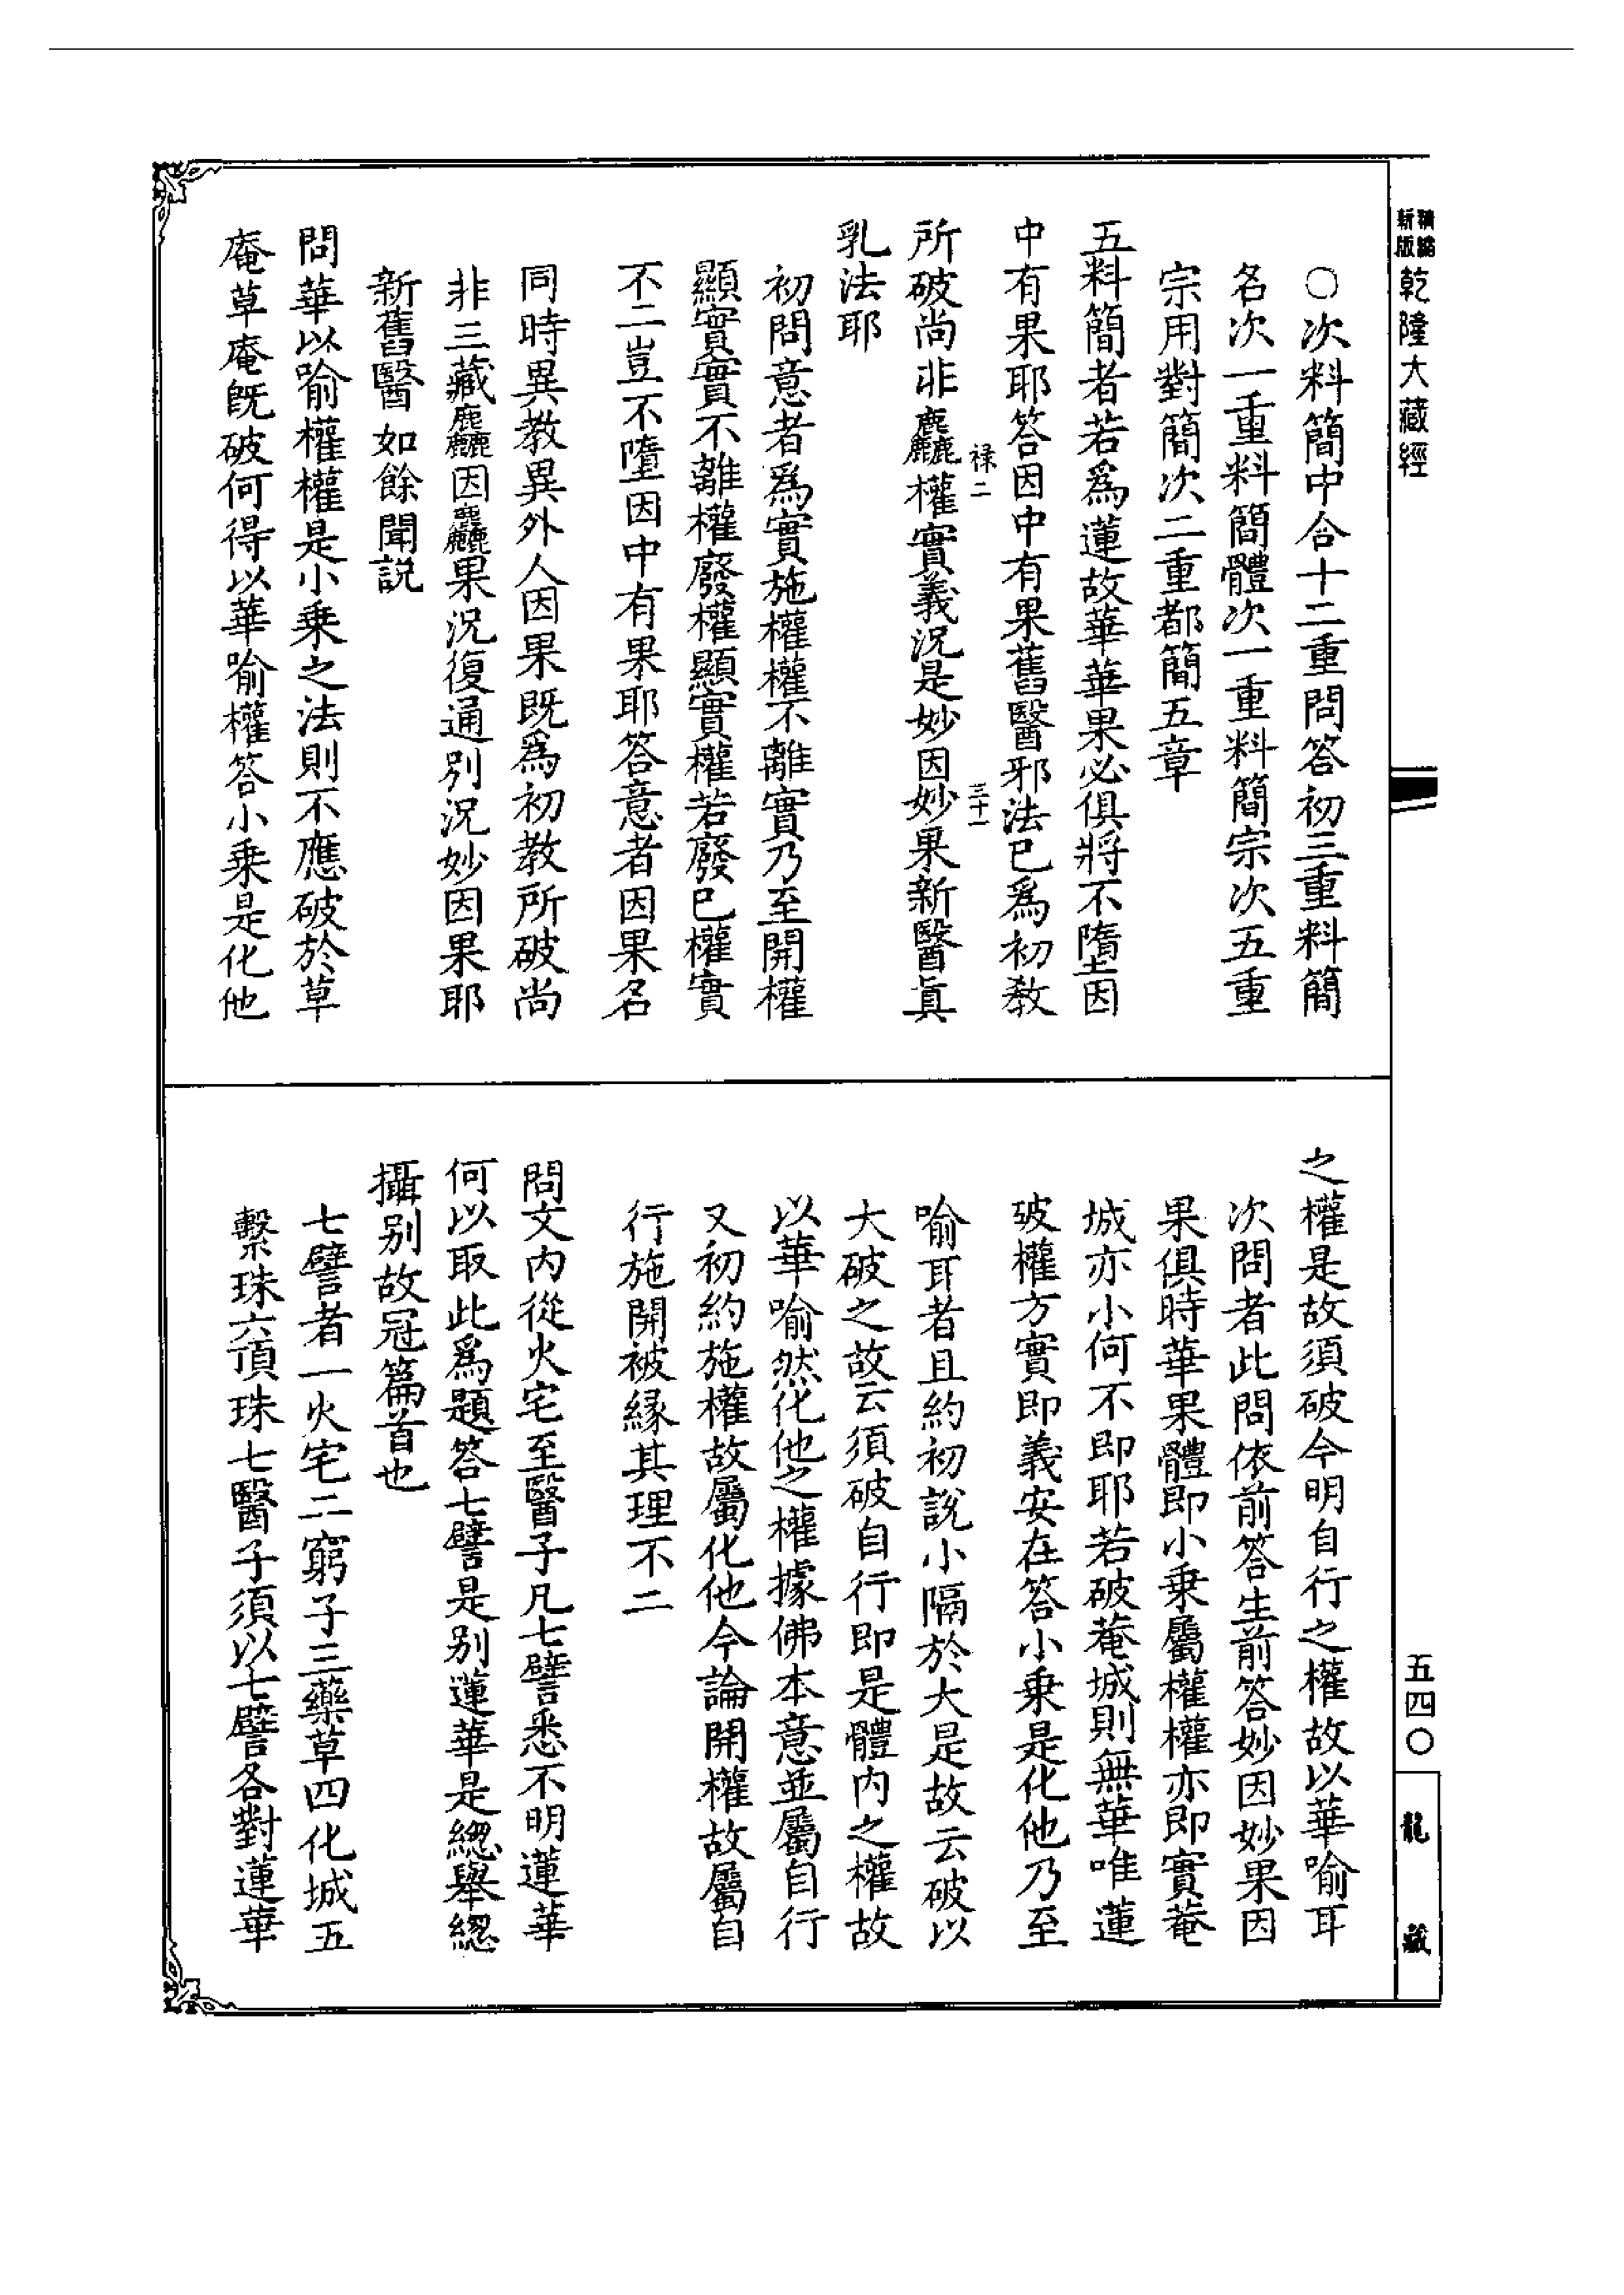 精縮新版
乾隆大藏經
五四〇
龍藏
○次料簡中合十二重問答初三重料簡
名次一重料簡體次一重料簡宗次五重
宗用對簡次二重都簡五章
五料簡者若爲蓮故華華果必俱將不墮因
中有果耶答因中有果舊醫邪法已爲初教
祿二
三十一
所破尚非麤權實義況是妙因妙果新醫眞
乳法耶
初問意者爲實施權權不離實乃至開權
顯實實不離權廢權顯實權若廢已權實
不二豈不墮因中有果耶答意者因果名
同時異教異外人因果既爲初教所破尚
非三藏麤因麤果況復通別況妙因果耶
新舊醫如餘聞説
問華以喻權權是小乗之法則不應破於草
庵草庵既破何得以華喻權答小乗是化他
之權是故須破今明自行之權故以華喻耳
次問者此問依前答生前答妙因妙果因
果俱時華果體即小乗屬權權亦即實菴
城亦小何不即耶若破菴城則無華唯蓮
破權方實即義安在答小乗是化他乃至
喻耳者且約初説小隔於大是故云破以
大破之故云須破自行即是體內之權故
以華喻然化他之權據佛本意並屬自行
又初約施權故屬化他今論開權故屬自
行施開被縁其理不二
問文內從火宅至醫子凡七譬悉不明蓮華
何以取此爲題答七譬是別蓮華是總舉總
攝别故冠篇首也
七譬者一火宅二窮子三藥草四化城五
繫珠六頂珠七醫子須以七譬各對蓮華